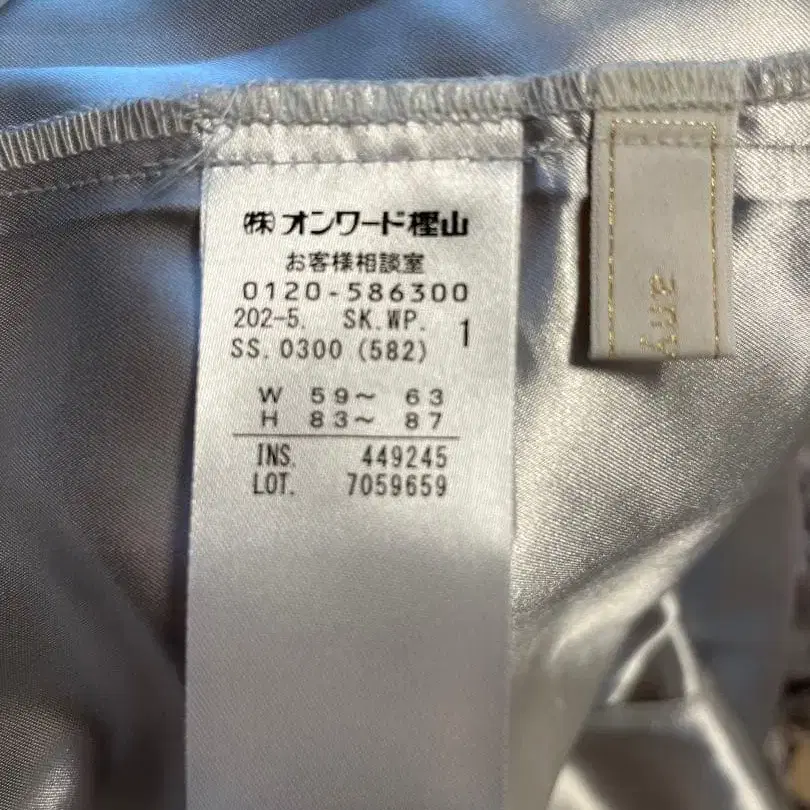 ㈱オンワード樫山
お客様相談室
0120-586300
202-5. SK.WP. 1
SS.0300 (582)
W 59～ 63
H 83～ 87
INS. 449245
LOT. 7059659